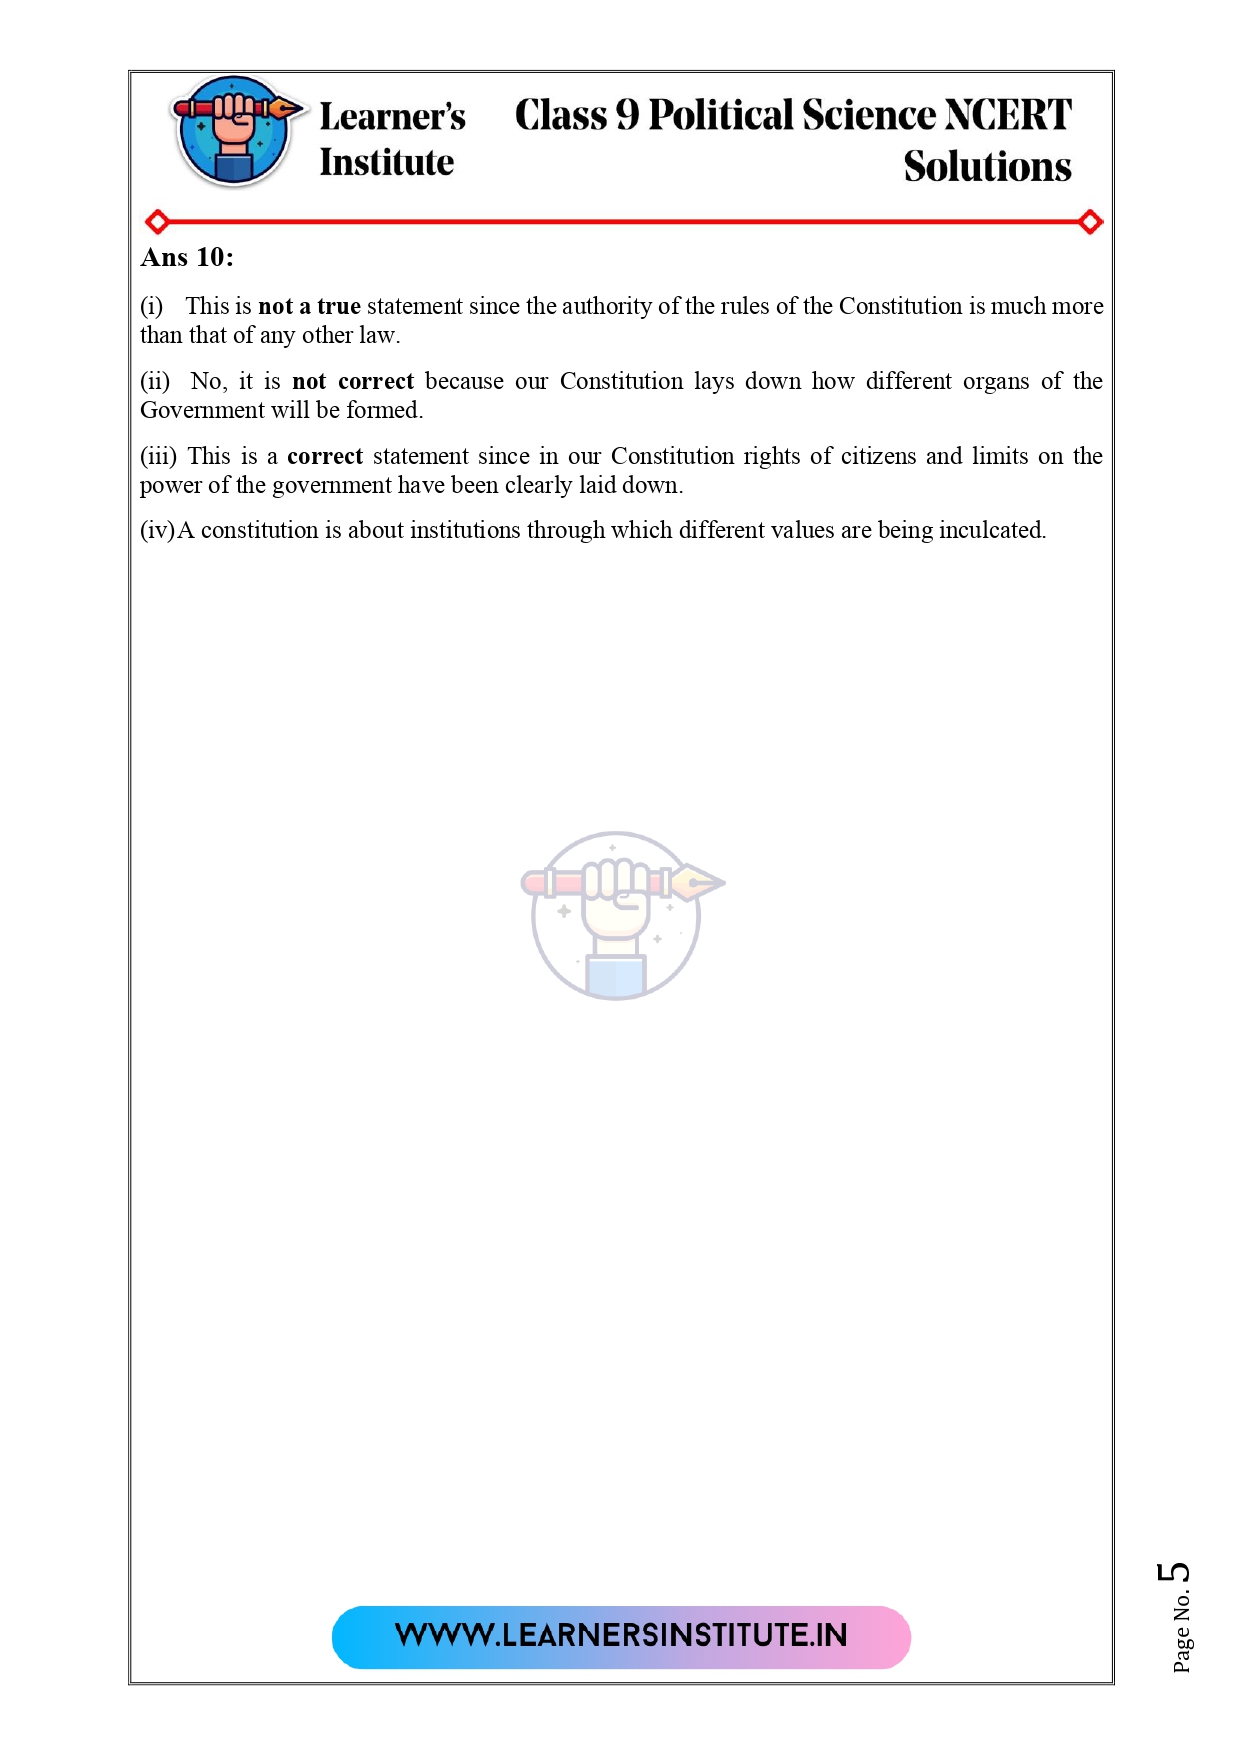 Learner's
Institute
Class 9 Political Science NCERT
Solutions
Ans 10:
(i) This is not a true statement since the authority of the rules of the Constitution is much more
than that of any other law.
(ii) No, it is not correct because our Constitution lays down how different organs of the
Government will be formed.
(iii) This is a correct statement since in our Constitution rights of citizens and limits on the
power of the government have been clearly laid down.
(iv)A constitution is about institutions through which different values are being inculcated.
WWW.LEARNERSINSTITUTE.IN
Page No. 5